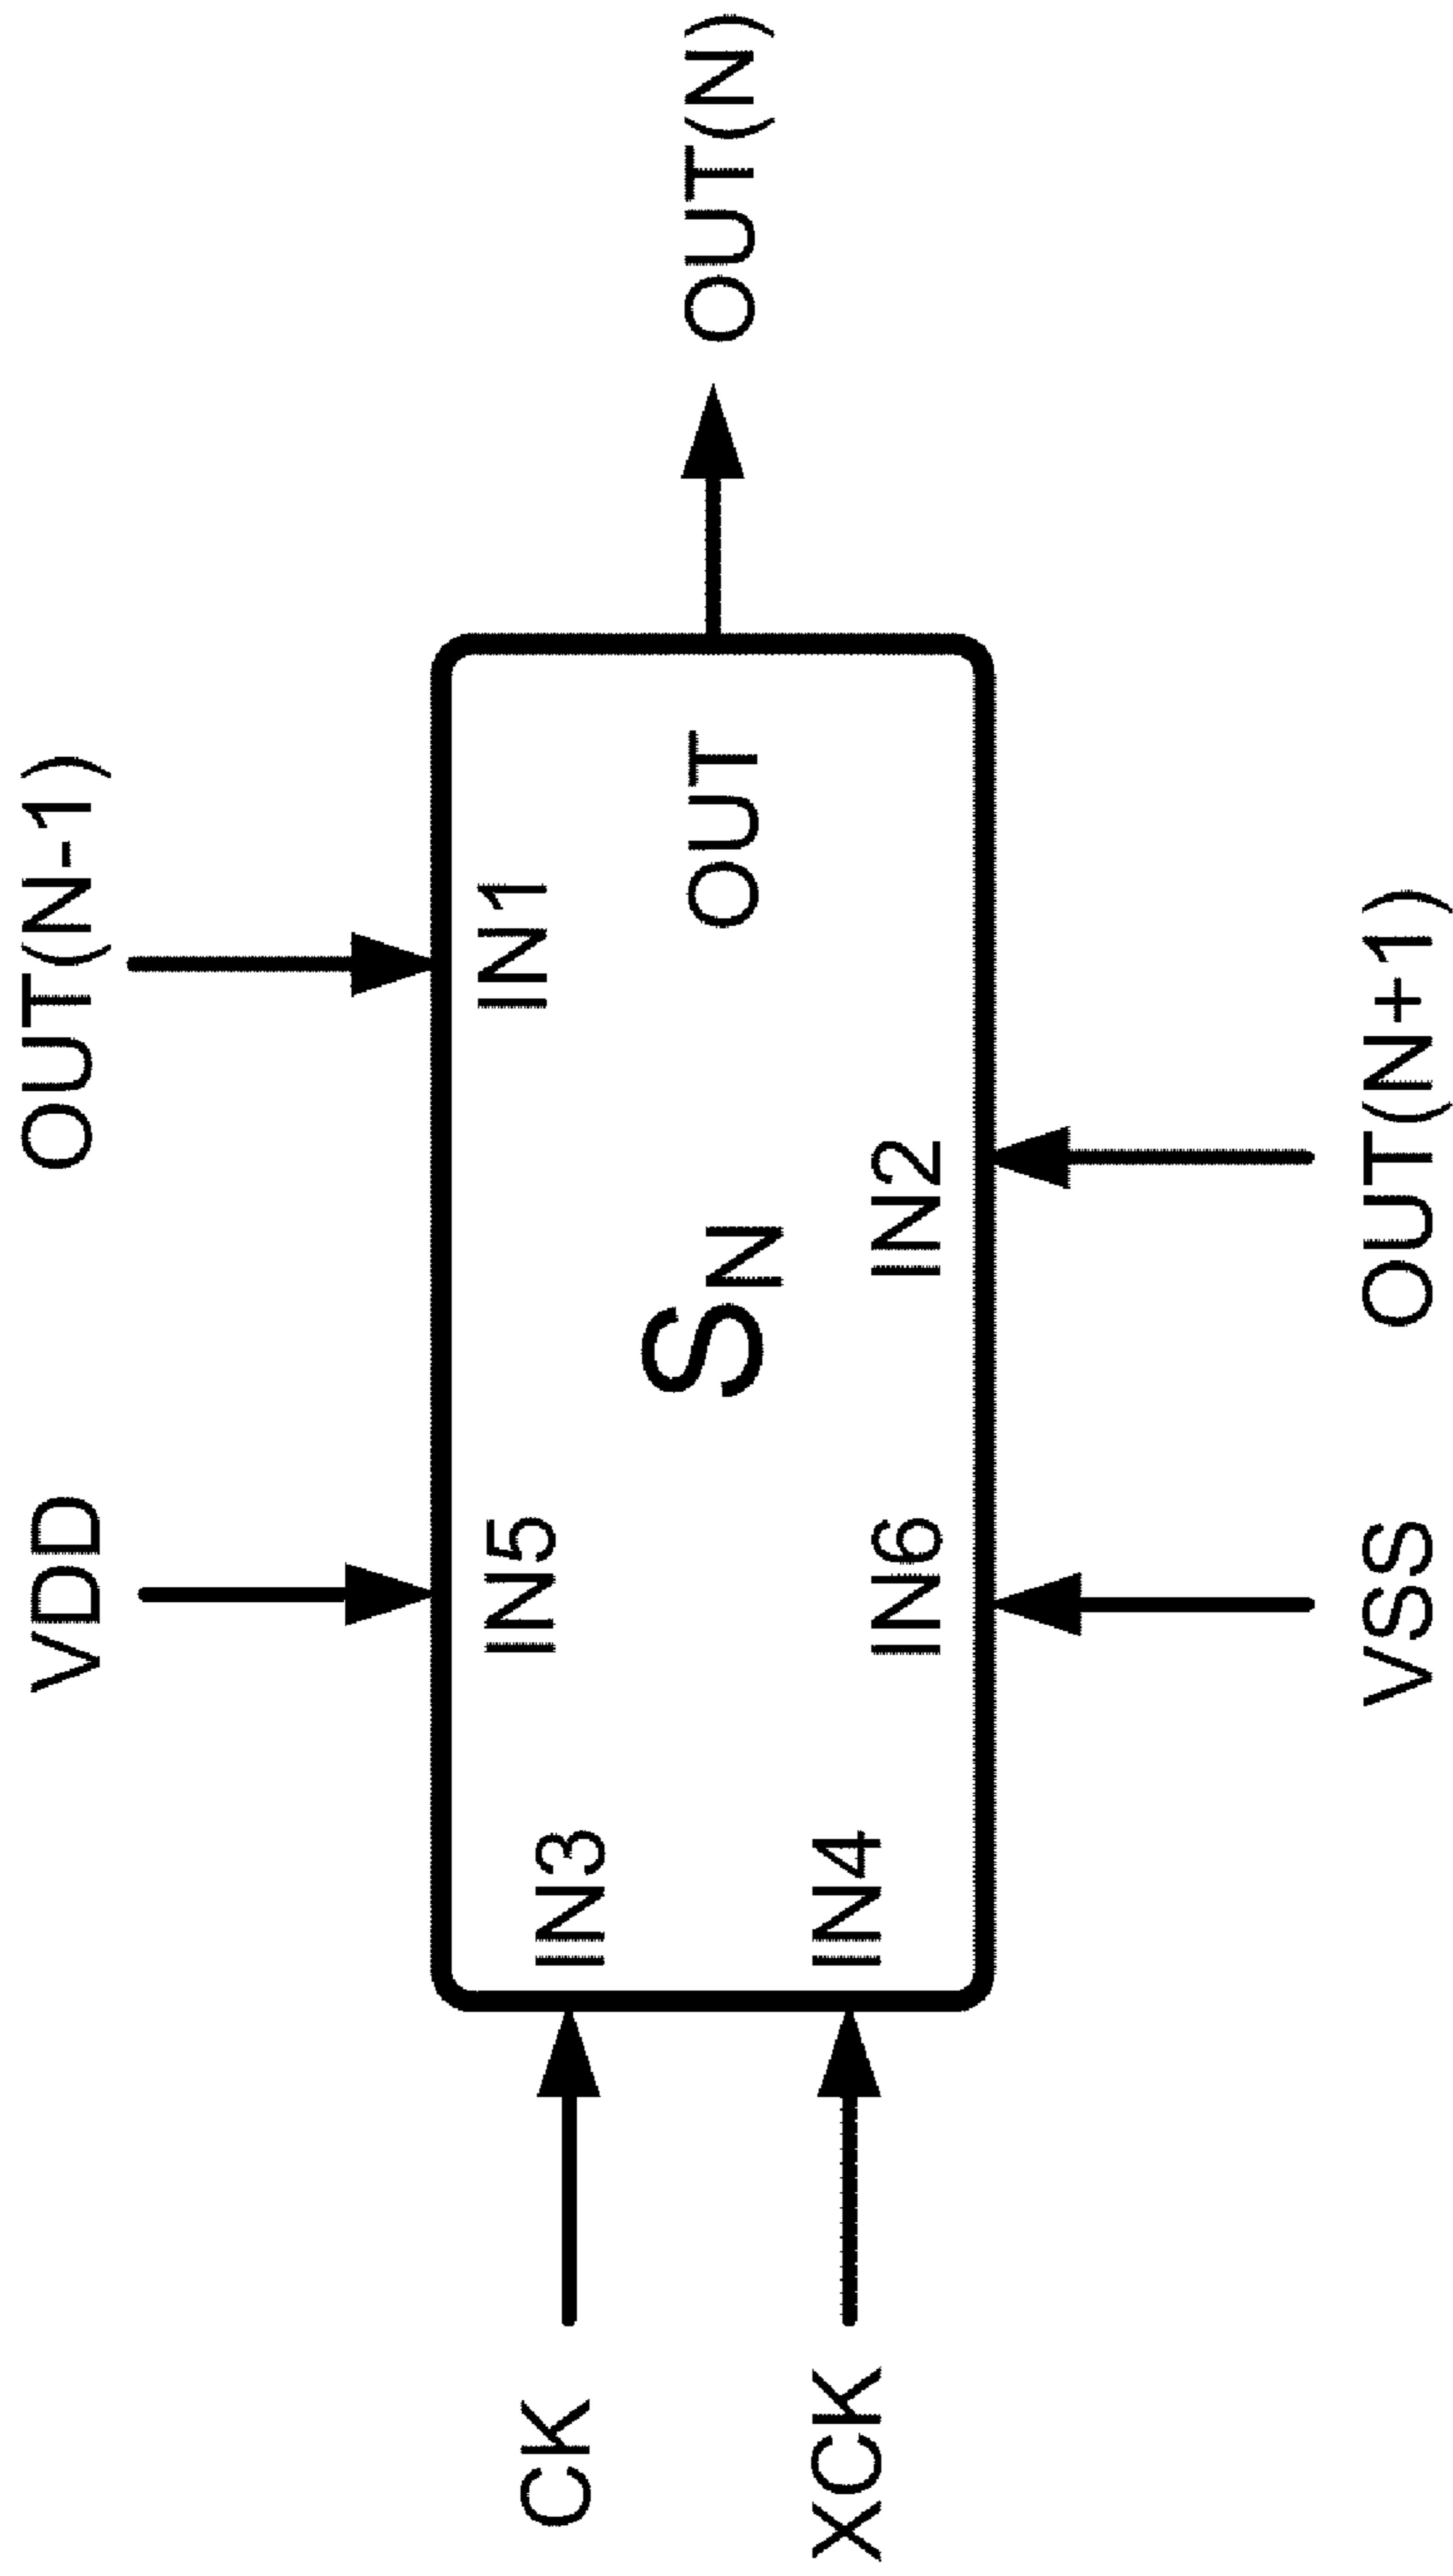 VDD
OUT(N-1)
IN5
IN1
CK
IN3
SN
OUT
OUT(N)
XCK
IN4
IN6
IN2
VSS
OUT(N+1)